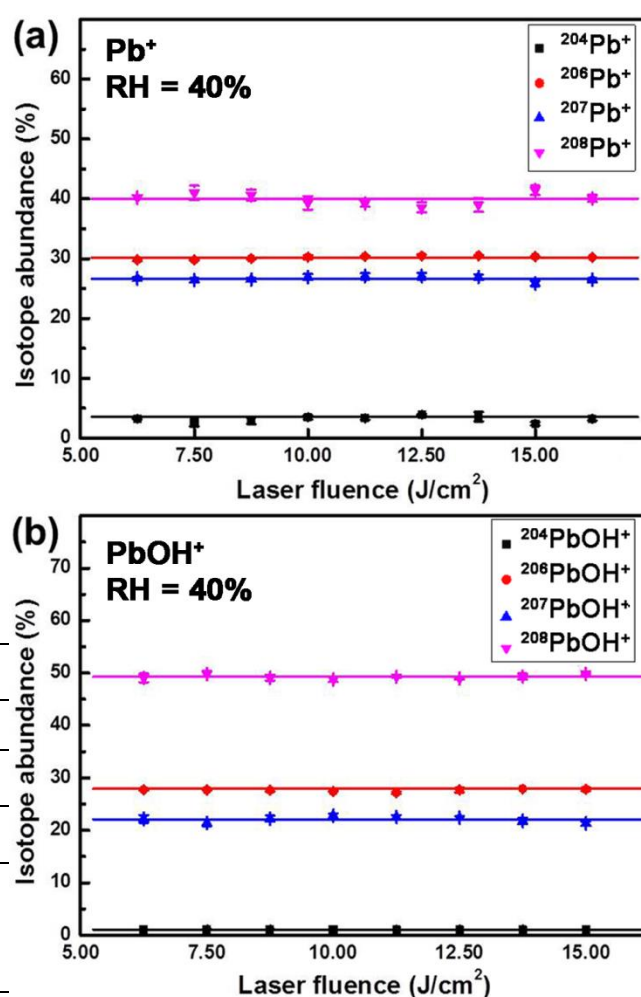 (a)
Pb⁺
RH = 40%
²⁰⁴Pb⁺
²⁰⁶Pb⁺
²⁰⁷Pb⁺
²⁰⁸Pb⁺
Isotope abundance (%)
60
50
40
30
20
10
0
5.00 7.50 10.00 12.50 15.00
Laser fluence (J/cm²)
(b)
PbOH⁺
RH = 40%
²⁰⁴PbOH⁺
²⁰⁶PbOH⁺
²⁰⁷PbOH⁺
²⁰⁸PbOH⁺
Isotope abundance (%)
70
60
50
40
30
20
10
0
5.00 7.50 10.00 12.50 15.00
Laser fluence (J/cm²)